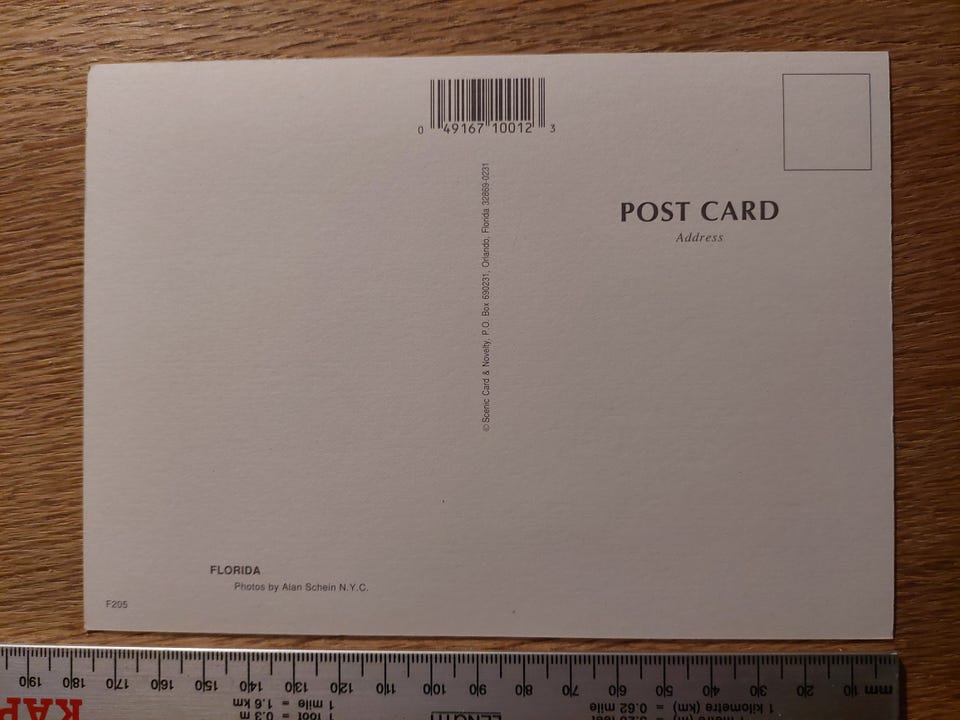 0 49167 10012 3
© Scenic Card & Novelty, P.O. Box 690231, Orlando, Florida 32869-0231
POST CARD
Address
FLORIDA
Photos by Alan Schein N.Y.C.
F205
190 180 170 160 150 140 130 120 110 100 90 80 70 60 50 40 30 20 10 mm
1 mile = 1.6 km
1 foot = 0.3 m
1 kilometre (km) = 0.62 mile
LENGTH
KAP